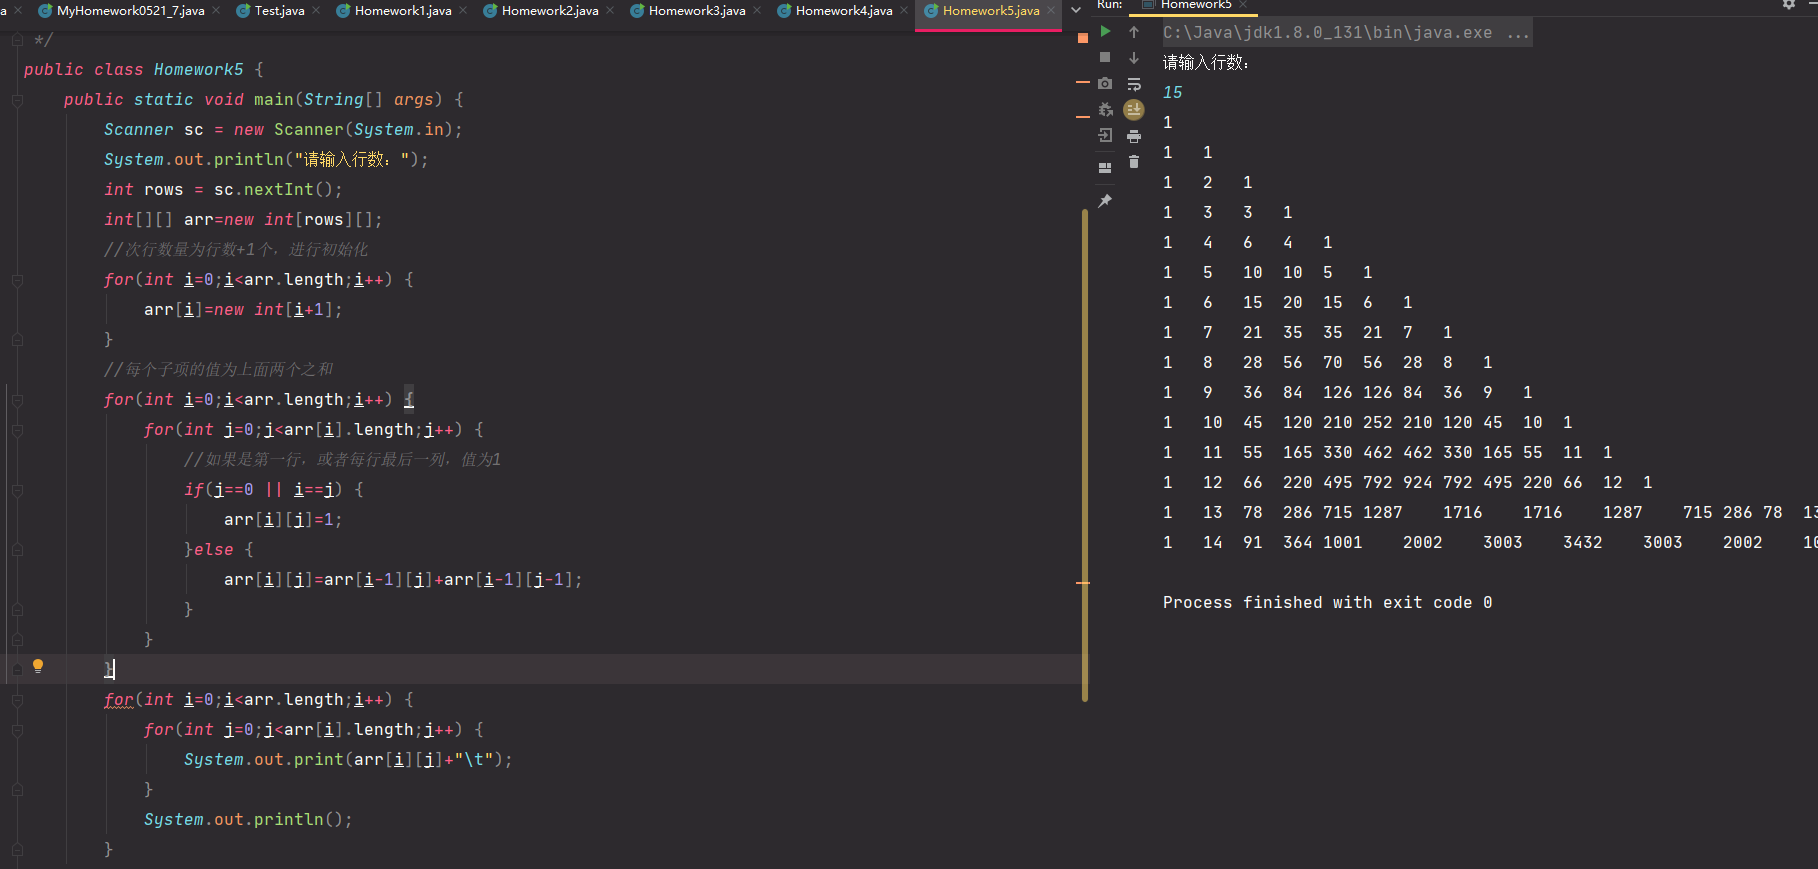 a MyHomework0521_7.java Test.java Homework1.java Homework2.java Homework3.java Homework4.java Homework5.java
*/
public class Homework5 {
public static void main(String[] args) {
Scanner sc = new Scanner(System.in);
System.out.println("请输入行数：");
int rows = sc.nextInt();
int[][] arr=new int[rows][];
//次行数量为行数+1个，进行初始化
for(int i=0;i<arr.length;i++) {
arr[i]=new int[i+1];
}
//每个子项的值为上面两个之和
for(int i=0;i<arr.length;i++) {
for(int j=0;j<arr[i].length;j++) {
//如果是第一行，或者每行最后一列，值为1
if(j==0 || i==j) {
arr[i][j]=1;
}else {
arr[i][j]=arr[i-1][j]+arr[i-1][j-1];
}
}
}
for(int i=0;i<arr.length;i++) {
for(int j=0;j<arr[i].length;j++) {
System.out.print(arr[i][j]+"\t");
}
System.out.println();
}
Run: Homework5
C:\Java\jdk1.8.0_131\bin\java.exe ...
请输入行数：
15
1
1 1
1 2 1
1 3 3 1
1 4 6 4 1
1 5 10 10 5 1
1 6 15 20 15 6 1
1 7 21 35 35 21 7 1
1 8 28 56 70 56 28 8 1
1 9 36 84 126 126 84 36 9 1
1 10 45 120 210 252 210 120 45 10 1
1 11 55 165 330 462 462 330 165 55 11 1
1 12 66 220 495 792 924 792 495 220 66 12 1
1 13 78 286 715 1287 1716 1716 1287 715 286 78 13
1 14 91 364 1001 2002 3003 3432 3003 2002 10
Process finished with exit code 0